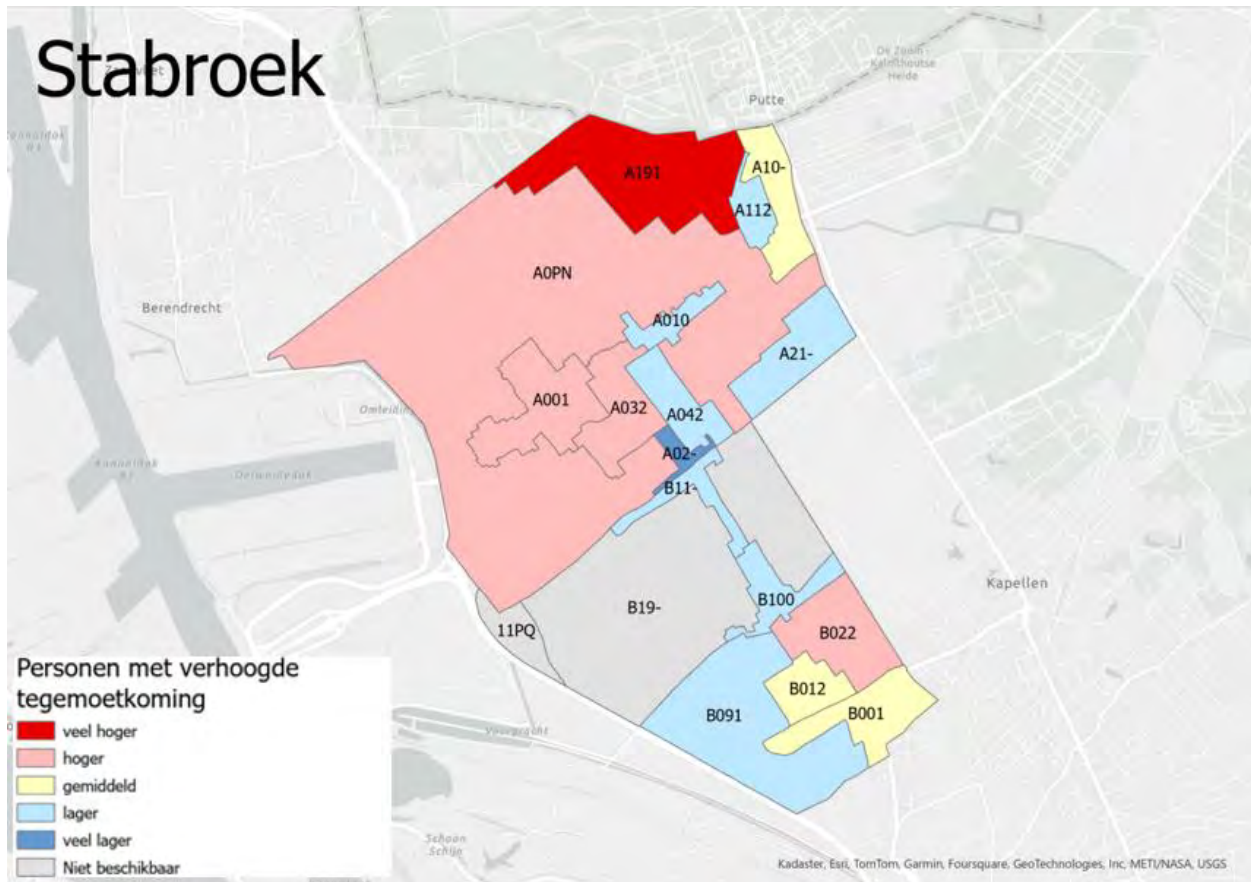 Stabroek
De Zoom -
Kalmthoutse
Heide
Putte
A191
A10-
A112
A0PN
Berendrecht
A010
A21-
A001
A032
A042
A02-
B11-
Kapellen
B19-
B100
11PQ
B022
B012
B091
B001
Personen met verhoogde
tegemoetkoming
veel hoger
hoger
gemiddeld
lager
veel lager
Niet beschikbaar
Schoon
Schijn
Kadaster, Esri, TomTom, Garmin, Foursquare, GeoTechnologies, Inc, METI/NASA, USGS